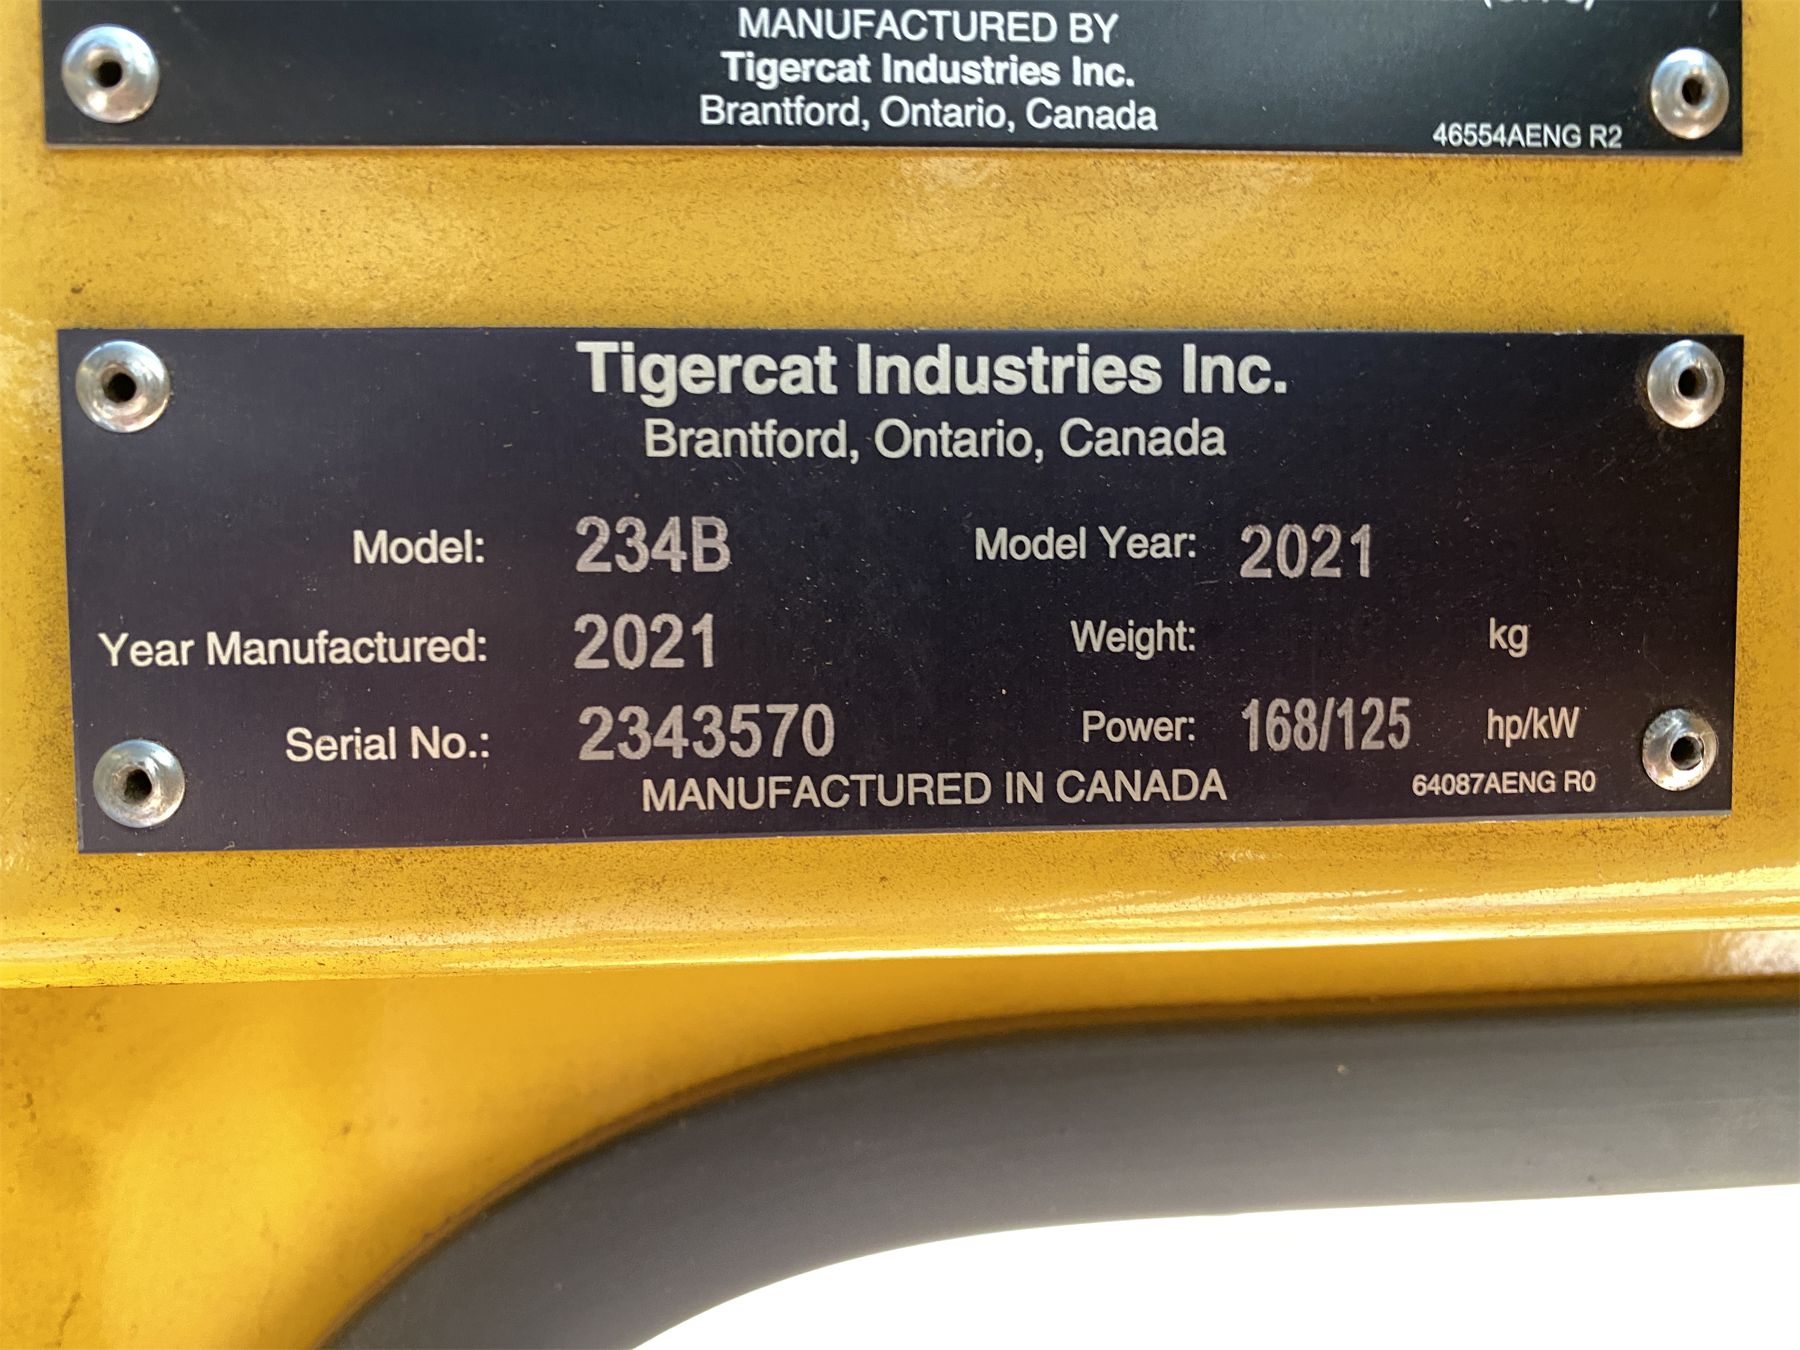 MANUFACTURED BY
Tigercat Industries Inc.
Brantford, Ontario, Canada
46554AENG R2
Tigercat Industries Inc.
Brantford, Ontario, Canada
Model: 234B Model Year: 2021
Year Manufactured: 2021 Weight: kg
Serial No.: 2343570 Power: 168/125 hp/kW
MANUFACTURED IN CANADA 64087AENG R0